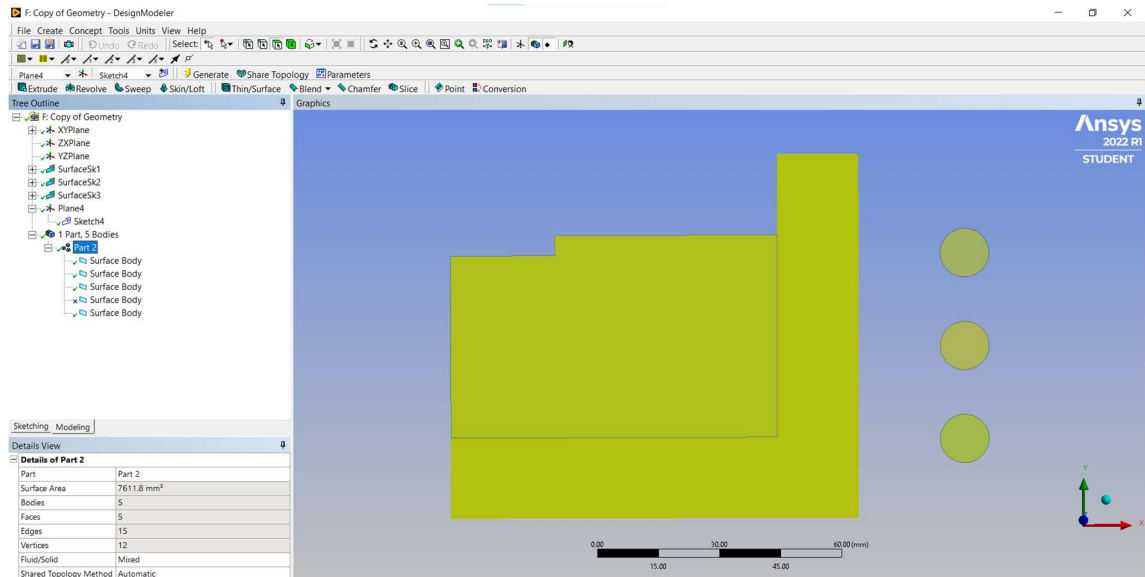 F: Copy of Geometry - DesignModeler
File Create Concept Tools Units View Help
Undo Redo Select:
Plane4 Sketch4 Generate Share Topology Parameters
Extrude Revolve Sweep Skin/Loft Thin/Surface Blend Chamfer Slice Point Conversion
Tree Outline
F: Copy of Geometry
XYPlane
ZXPlane
YZPlane
SurfaceSk1
SurfaceSk2
SurfaceSk3
Plane4
Sketch4
1 Part, 5 Bodies
Part 2
Surface Body
Surface Body
Surface Body
Surface Body
Surface Body
Sketching Modeling
Details View
Details of Part 2
Part Part 2
Surface Area 7611.8 mm²
Bodies 5
Faces 5
Edges 15
Vertices 12
Fluid/Solid Mixed
Shared Topology Method Automatic
Graphics
Ansys
2022 R1
STUDENT
0.00 30.00 60.00 (mm)
15.00 45.00
Y
X